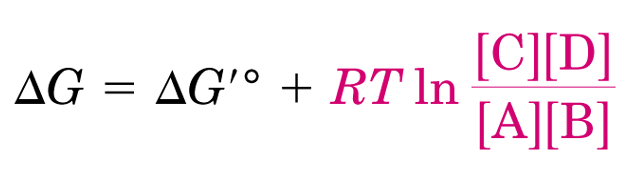 ΔG = ΔG′° + RT ln [C][D]
[A][B]